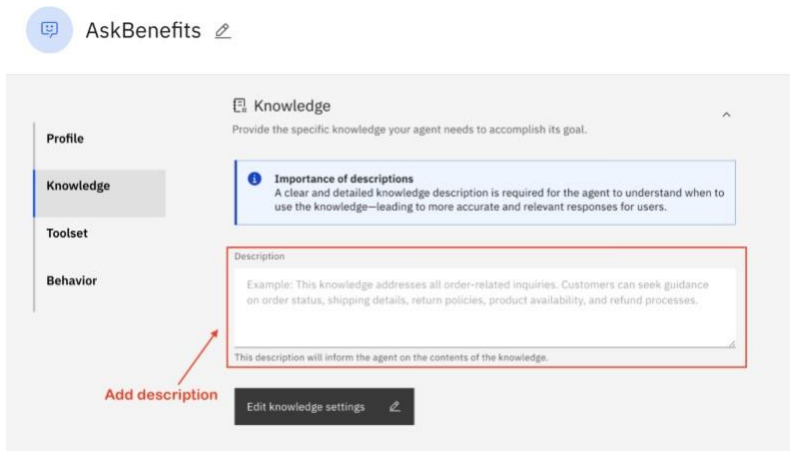 AskBenefits
Knowledge
Provide the specific knowledge your agent needs to accomplish its goal.
Profile
Knowledge
Toolset
Behavior
Importance of descriptions
A clear and detailed knowledge description is required for the agent to understand when to
use the knowledge—leading to more accurate and relevant responses for users.
Description
Example: This knowledge addresses all order-related inquiries. Customers can seek guidance
on order status, shipping details, return policies, product availability, and refund processes.
This description will inform the agent on the contents of the knowledge.
Add description
Edit knowledge settings